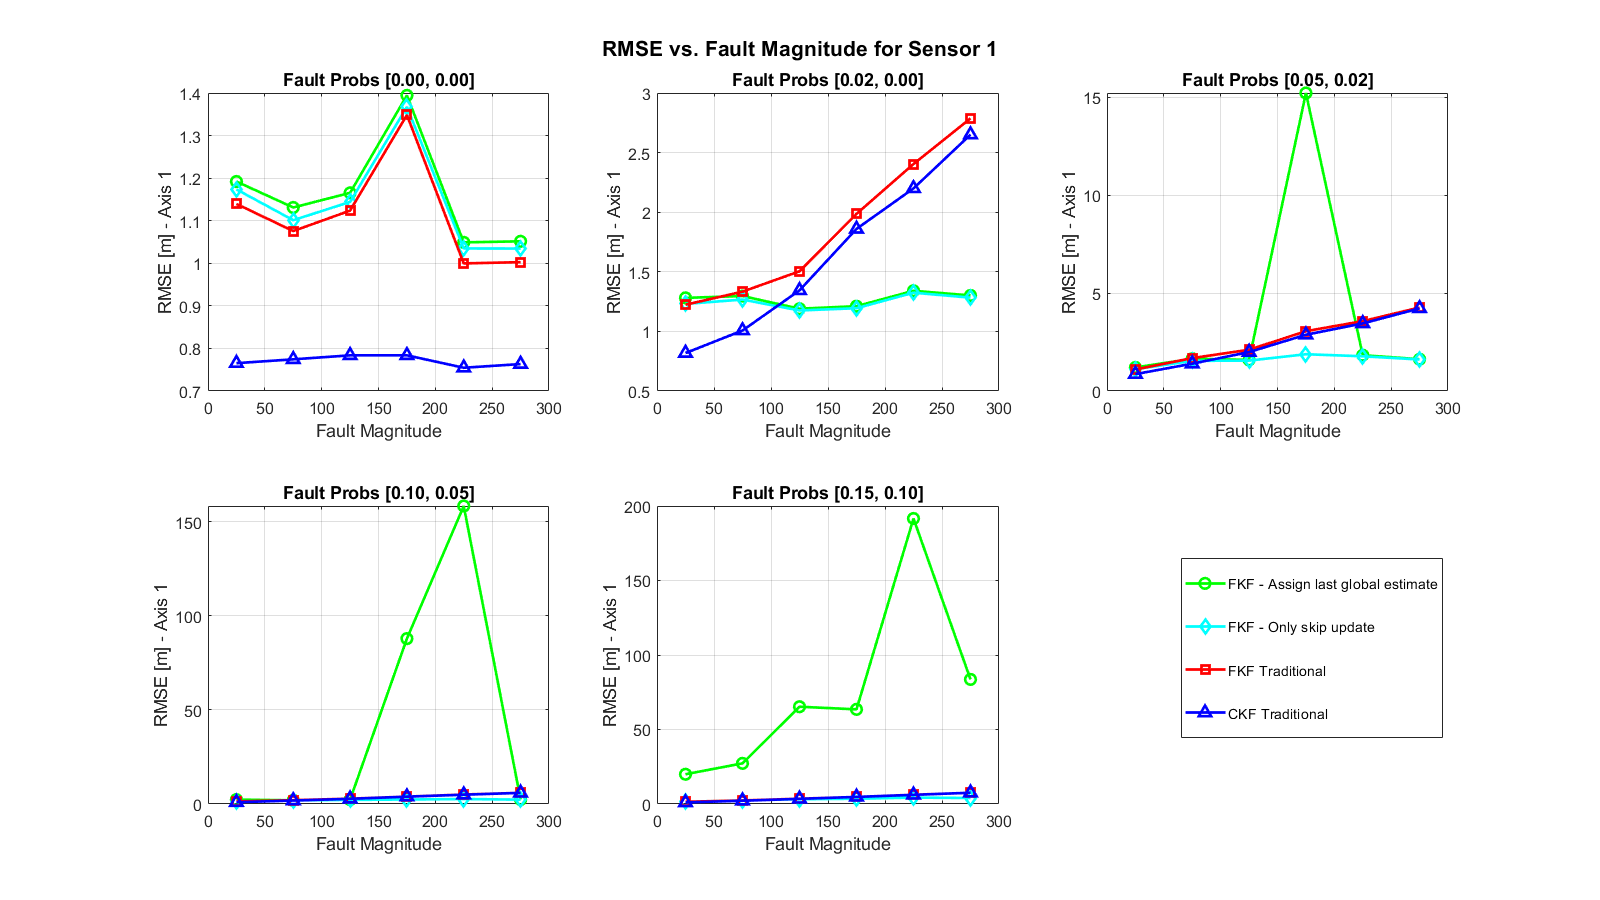 RMSE vs. Fault Magnitude for Sensor 1
Fault Probs [0.00, 0.00]
RMSE [m] - Axis 1
1.4
1.3
1.2
1.1
1
0.9
0.8
0.7
0 50 100 150 200 250 300
Fault Magnitude
Fault Probs [0.02, 0.00]
RMSE [m] - Axis 1
3
2.5
2
1.5
1
0.5
0 50 100 150 200 250 300
Fault Magnitude
Fault Probs [0.05, 0.02]
RMSE [m] - Axis 1
15
10
5
0
0 50 100 150 200 250 300
Fault Magnitude
Fault Probs [0.10, 0.05]
RMSE [m] - Axis 1
150
100
50
0
0 50 100 150 200 250 300
Fault Magnitude
Fault Probs [0.15, 0.10]
RMSE [m] - Axis 1
200
150
100
50
0
0 50 100 150 200 250 300
Fault Magnitude
FKF - Assign last global estimate
FKF - Only skip update
FKF Traditional
CKF Traditional